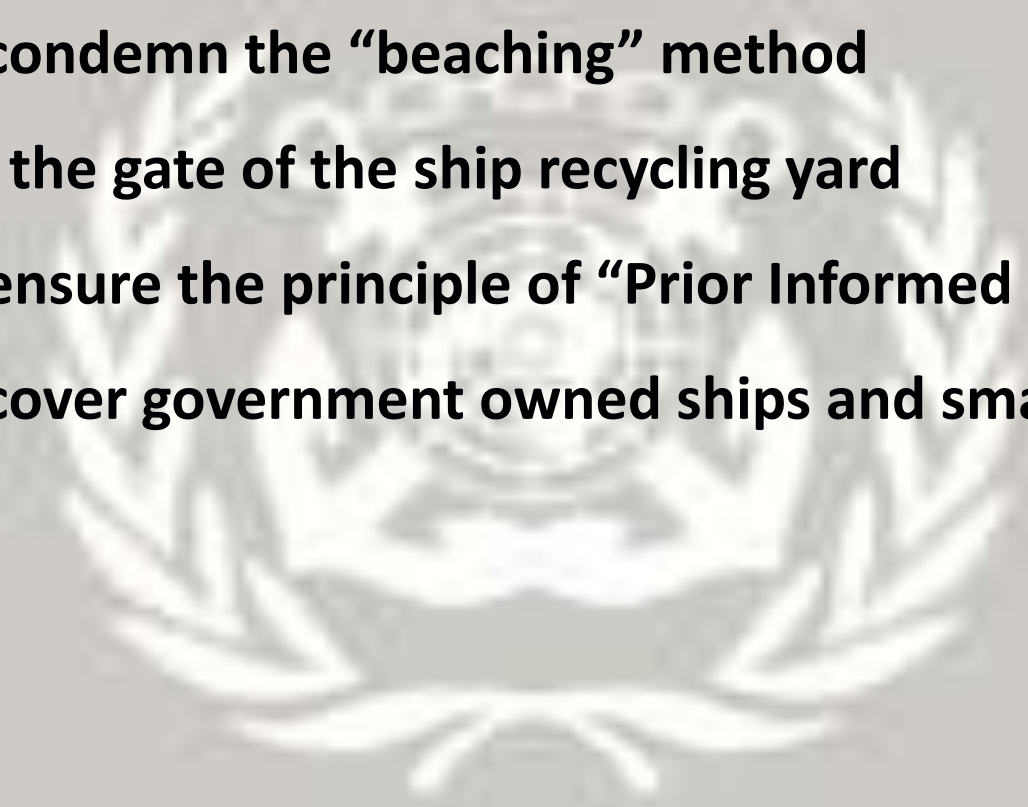 condemn the “beaching” method
the gate of the ship recycling yard
ensure the principle of “Prior Informed
cover government owned ships and